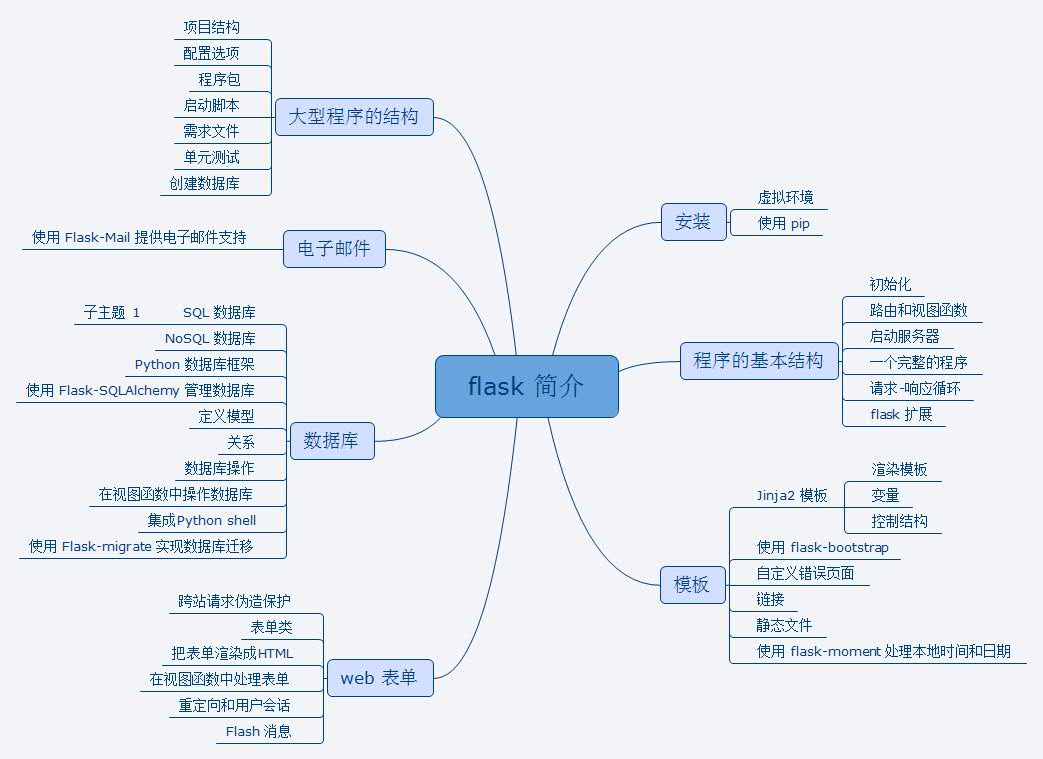 flask 简介
安装
虚拟环境
使用 pip
程序的基本结构
初始化
路由和视图函数
启动服务器
一个完整的程序
请求-响应循环
flask 扩展
模板
Jinja2 模板
渲染模板
变量
控制结构
使用 flask-bootstrap
自定义错误页面
链接
静态文件
使用 flask-moment 处理本地时间和日期
大型程序的结构
项目结构
配置选项
程序包
启动脚本
需求文件
单元测试
创建数据库
电子邮件
使用 Flask-Mail 提供电子邮件支持
数据库
SQL 数据库
子主题 1
NoSQL 数据库
Python 数据库框架
使用 Flask-SQLAlchemy 管理数据库
定义模型
关系
数据库操作
在视图函数中操作数据库
集成Python shell
使用 Flask-migrate 实现数据库迁移
web 表单
跨站请求伪造保护
表单类
把表单渲染成HTML
在视图函数中处理表单
重定向和用户会话
Flash 消息